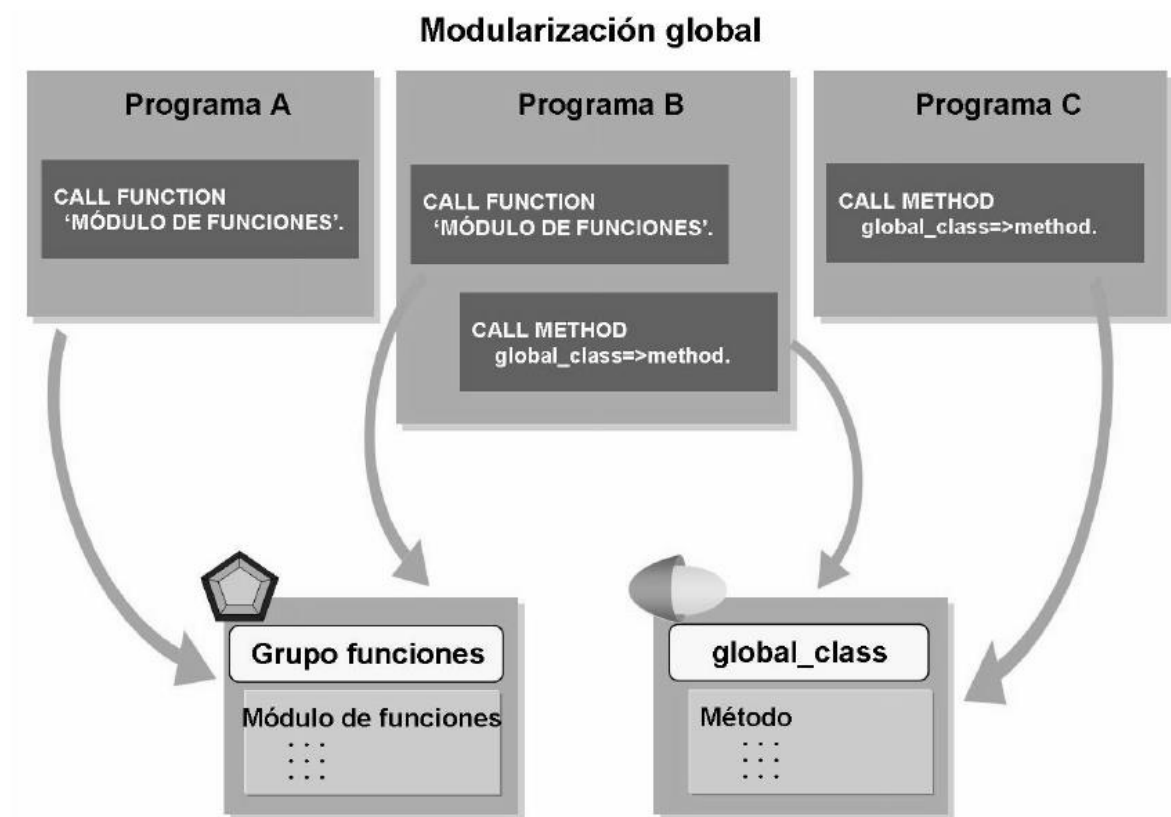 Modularización global
Programa A
CALL FUNCTION
‘MÓDULO DE FUNCIONES’.
Programa B
CALL FUNCTION
‘MÓDULO DE FUNCIONES’.
CALL METHOD
global_class=>method.
Programa C
CALL METHOD
global_class=>method.
Grupo funciones
Módulo de funciones
. . .
. . .
. . .
global_class
Método
. . .
. . .
. . .